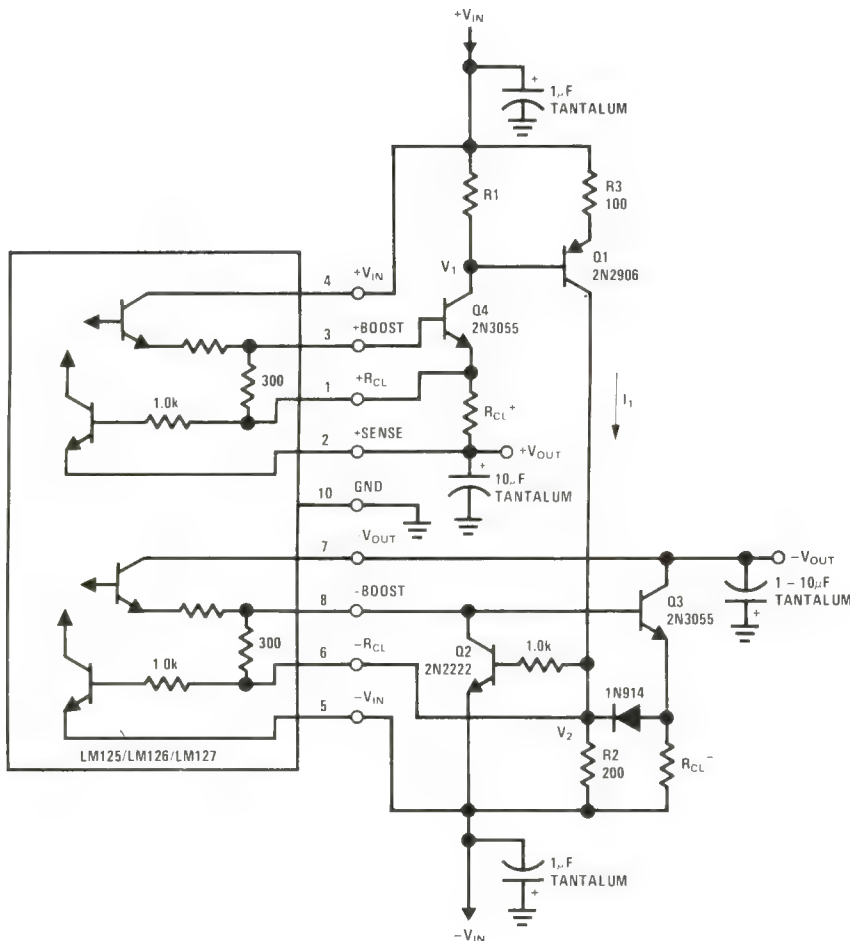 +VIN
+
1μF
TANTALUM
R1
R3
100
V1
Q1
2N2906
4
+VIN
Q4
2N3055
3
+BOOST
300
1
+RCL
1.0k
I1
RCL+
2
+SENSE
+VOUT
+
10μF
TANTALUM
10
GND
7
VOUT
-VOUT
1 – 10μF
TANTALUM
+
8
-BOOST
Q3
2N3055
Q2
2N2222
1.0k
300
1.0k
6
-RCL
1N914
5
-VIN
V2
R2
200
RCL-
LM125/LM126/LM127
1μF
TANTALUM
+
-VIN